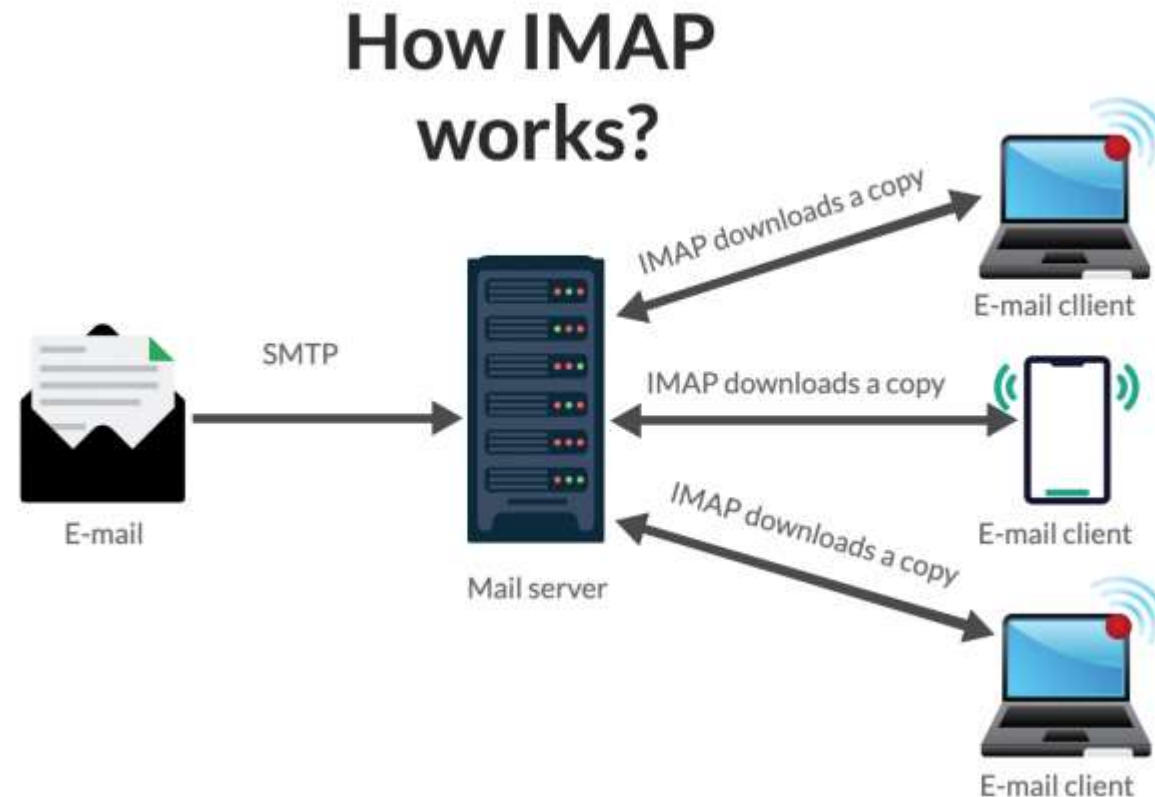 How IMAP
works?
IMAP downloads a copy
E-mail cllient
SMTP
IMAP downloads a copy
E-mail
IMAP downloads a copy
E-mail client
Mail server
E-mail client